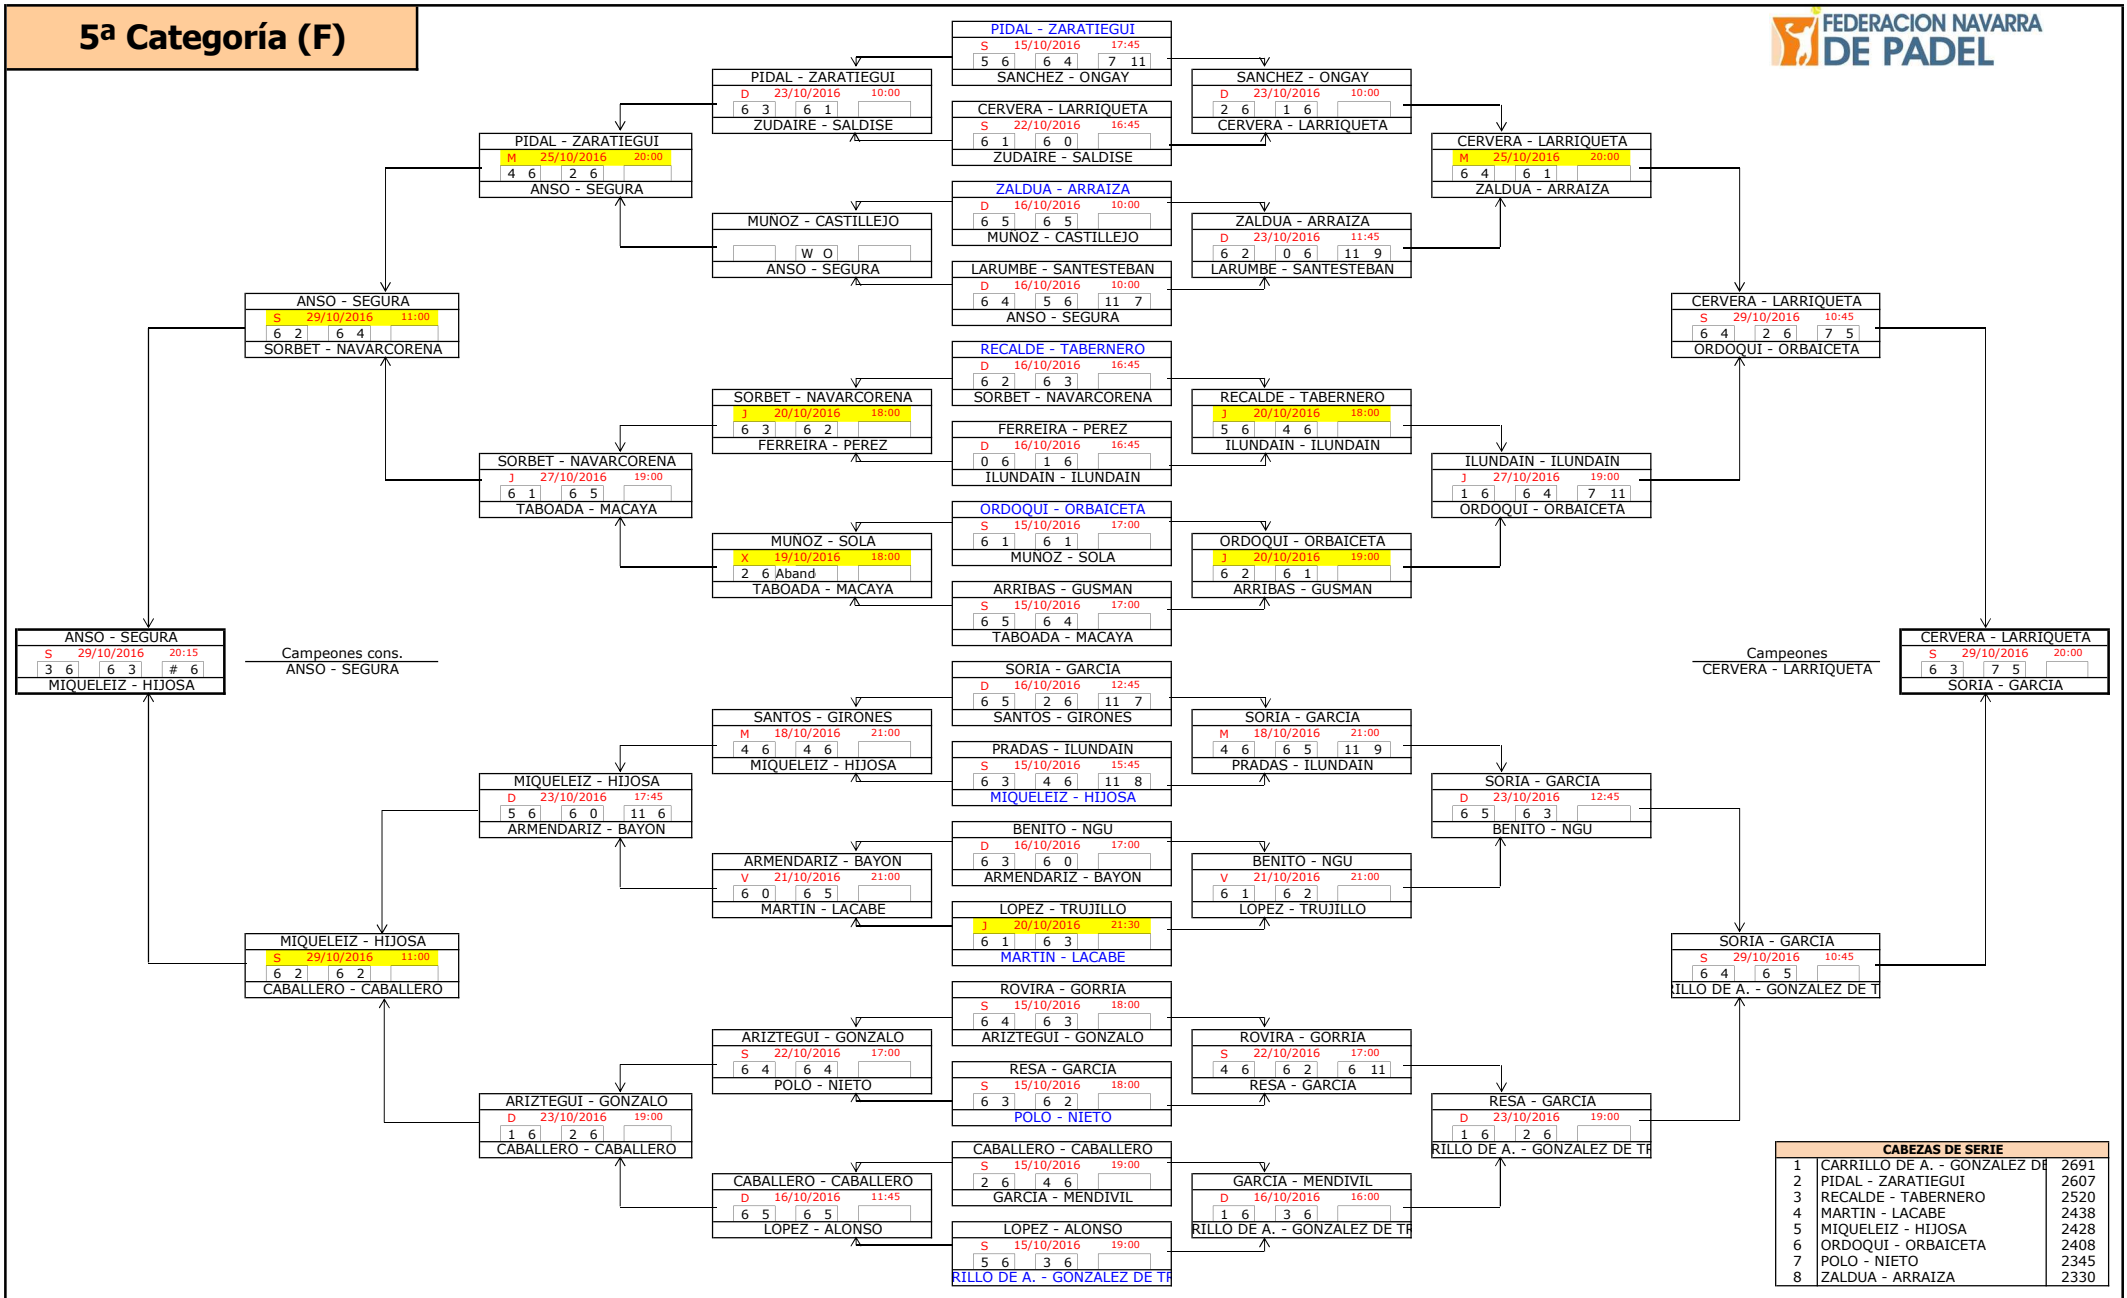 5ª Categoría (F)
FEDERACION NAVARRA
DE PADEL
ANSO - SEGURA
S 29/10/2016 20:15
3 6 6 3 # 6
MIQUELEIZ - HIJOSA
Campeones cons.
ANSO - SEGURA
ANSO - SEGURA
S 29/10/2016 11:00
6 2 6 4
SORBET - NAVARCORENA
MIQUELEIZ - HIJOSA
S 29/10/2016 11:00
6 2 6 2
CABALLERO - CABALLERO
PIDAL - ZARATIEGUI
M 25/10/2016 20:00
4 6 2 6
ANSO - SEGURA
SORBET - NAVARCORENA
J 27/10/2016 19:00
6 1 6 5
TABOADA - MACAYA
MIQUELEIZ - HIJOSA
D 23/10/2016 17:45
5 6 6 0 11 6
ARMENDARIZ - BAYON
ARIZTEGUI - GONZALO
D 23/10/2016 19:00
1 6 2 6
CABALLERO - CABALLERO
PIDAL - ZARATIEGUI
D 23/10/2016 10:00
6 3 6 1
ZUDAIRE - SALDISE
MUÑOZ - CASTILLEJO
W O
ANSO - SEGURA
SORBET - NAVARCORENA
J 20/10/2016 18:00
6 3 6 2
FERREIRA - PEREZ
MUÑOZ - SOLA
X 19/10/2016 18:00
2 6 Aband
TABOADA - MACAYA
SANTOS - GIRONES
M 18/10/2016 21:00
4 6 4 6
MIQUELEIZ - HIJOSA
ARMENDARIZ - BAYON
V 21/10/2016 21:00
6 0 6 5
MARTIN - LACABE
ARIZTEGUI - GONZALO
S 22/10/2016 17:00
6 4 6 4
POLO - NIETO
CABALLERO - CABALLERO
D 16/10/2016 11:45
6 5 6 5
LOPEZ - ALONSO
PIDAL - ZARATIEGUI
S 15/10/2016 17:45
5 6 6 4 7 11
SANCHEZ - ONGAY
CERVERA - LARRIQUETA
S 22/10/2016 16:45
6 1 6 0
ZUDAIRE - SALDISE
ZALDUA - ARRAIZA
D 16/10/2016 10:00
6 5 6 5
MUÑOZ - CASTILLEJO
LARUMBE - SANTESTEBAN
D 16/10/2016 10:00
6 4 5 6 11 7
ANSO - SEGURA
RECALDE - TABERNERO
D 16/10/2016 16:45
6 2 6 3
SORBET - NAVARCORENA
FERREIRA - PEREZ
D 16/10/2016 16:45
0 6 1 6
ILUNDAIN - ILUNDAIN
ORDOQUI - ORBAICETA
S 15/10/2016 17:00
6 1 6 1
MUÑOZ - SOLA
ARRIBAS - GUSMAN
S 15/10/2016 17:00
6 5 6 4
TABOADA - MACAYA
SORIA - GARCIA
D 16/10/2016 12:45
6 5 2 6 11 7
SANTOS - GIRONES
PRADAS - ILUNDAIN
S 15/10/2016 15:45
6 3 4 6 11 8
MIQUELEIZ - HIJOSA
BENITO - NGU
D 16/10/2016 17:00
6 3 6 0
ARMENDARIZ - BAYON
LOPEZ - TRUJILLO
J 20/10/2016 21:30
6 1 6 3
MARTIN - LACABE
ROVIRA - GORRIA
S 15/10/2016 18:00
6 4 6 3
ARIZTEGUI - GONZALO
RESA - GARCIA
S 15/10/2016 18:00
6 3 6 2
POLO - NIETO
CABALLERO - CABALLERO
S 15/10/2016 19:00
2 6 4 6
GARCIA - MENDIVIL
LOPEZ - ALONSO
S 15/10/2016 19:00
5 6 3 6
RILLO DE A. - GONZALEZ DE TR
SANCHEZ - ONGAY
D 23/10/2016 10:00
2 6 1 6
CERVERA - LARRIQUETA
ZALDUA - ARRAIZA
D 23/10/2016 11:45
6 2 0 6 11 9
LARUMBE - SANTESTEBAN
RECALDE - TABERNERO
J 20/10/2016 18:00
5 6 4 6
ILUNDAIN - ILUNDAIN
ORDOQUI - ORBAICETA
J 20/10/2016 19:00
6 2 6 1
ARRIBAS - GUSMAN
SORIA - GARCIA
M 18/10/2016 21:00
4 6 6 5 11 9
PRADAS - ILUNDAIN
BENITO - NGU
V 21/10/2016 21:00
6 1 6 2
LOPEZ - TRUJILLO
ROVIRA - GORRIA
S 22/10/2016 17:00
4 6 6 2 6 11
RESA - GARCIA
GARCIA - MENDIVIL
D 16/10/2016 16:00
1 6 3 6
RILLO DE A. - GONZALEZ DE TR
CERVERA - LARRIQUETA
M 25/10/2016 20:00
6 4 6 1
ZALDUA - ARRAIZA
ILUNDAIN - ILUNDAIN
J 27/10/2016 19:00
1 6 6 4 7 11
ORDOQUI - ORBAICETA
SORIA - GARCIA
D 23/10/2016 12:45
6 5 6 3
BENITO - NGU
RESA - GARCIA
D 23/10/2016 19:00
1 6 2 6
RILLO DE A. - GONZALEZ DE TR
CERVERA - LARRIQUETA
S 29/10/2016 10:45
6 4 2 6 7 5
ORDOQUI - ORBAICETA
SORIA - GARCIA
S 29/10/2016 10:45
6 4 6 5
RILLO DE A. - GONZALEZ DE T
Campeones
CERVERA - LARRIQUETA
CERVERA - LARRIQUETA
S 29/10/2016 20:00
6 3 7 5
SORIA - GARCIA
CABEZAS DE SERIE
1 CARRILLO DE A. - GONZALEZ DE 2691
2 PIDAL - ZARATIEGUI 2607
3 RECALDE - TABERNERO 2520
4 MARTIN - LACABE 2438
5 MIQUELEIZ - HIJOSA 2428
6 ORDOQUI - ORBAICETA 2408
7 POLO - NIETO 2345
8 ZALDUA - ARRAIZA 2330